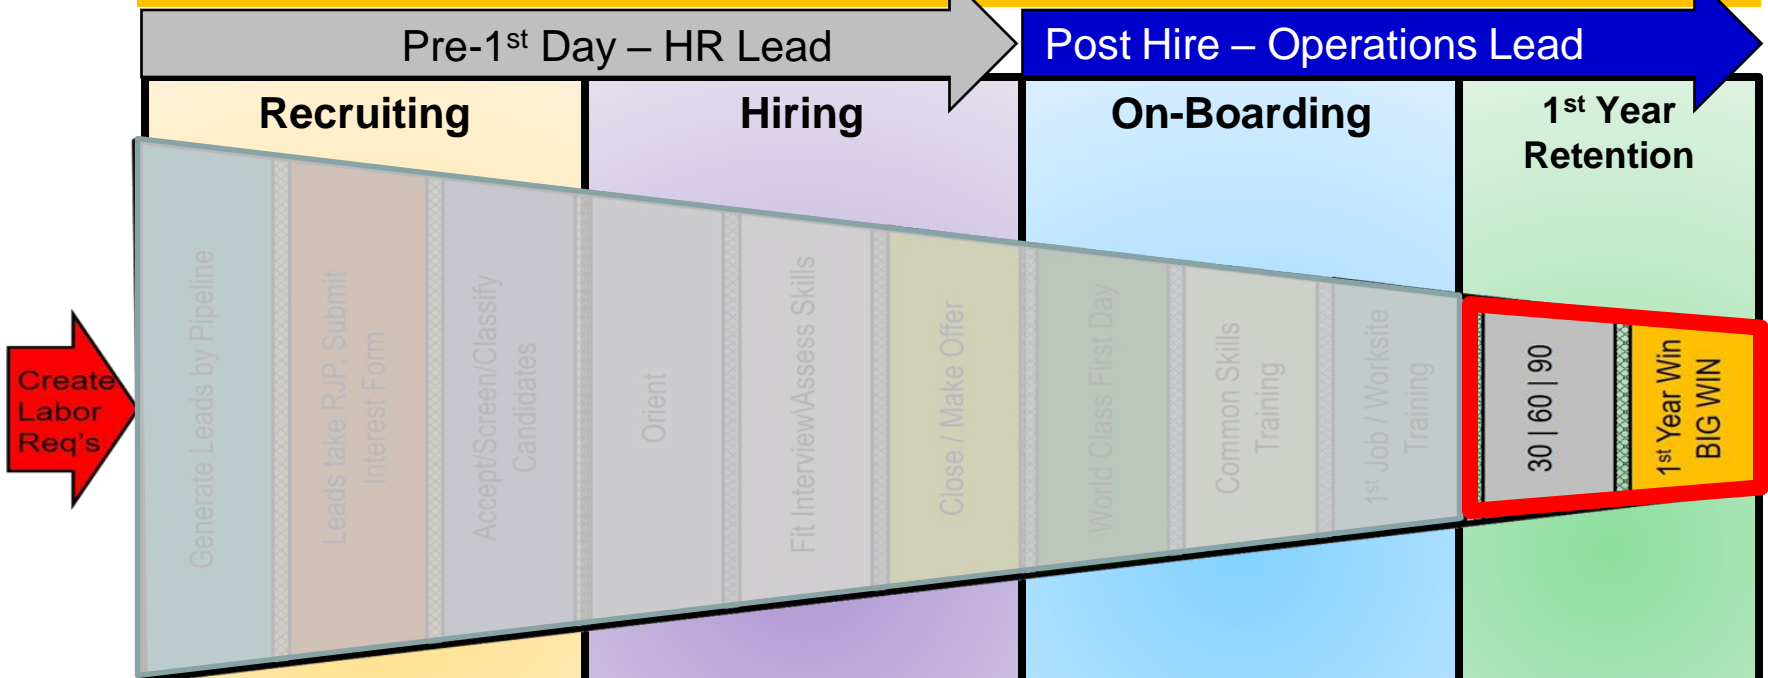 Pre-1st Day – HR Lead
Post Hire – Operations Lead
Recruiting
Hiring
On-Boarding
1st Year
Retention
Create
Labor
Req's
Generate Leads by Pipeline
Leads take RJP, Submit
Interest Form
Accept/Screen/Classify
Candidates
Orient
Fit Interview\Assess Skills
Close / Make Offer
World Class First Day
Common Skills
Training
1st Job / Worksite
Training
30 | 60 | 90
1st Year Win
BIG WIN